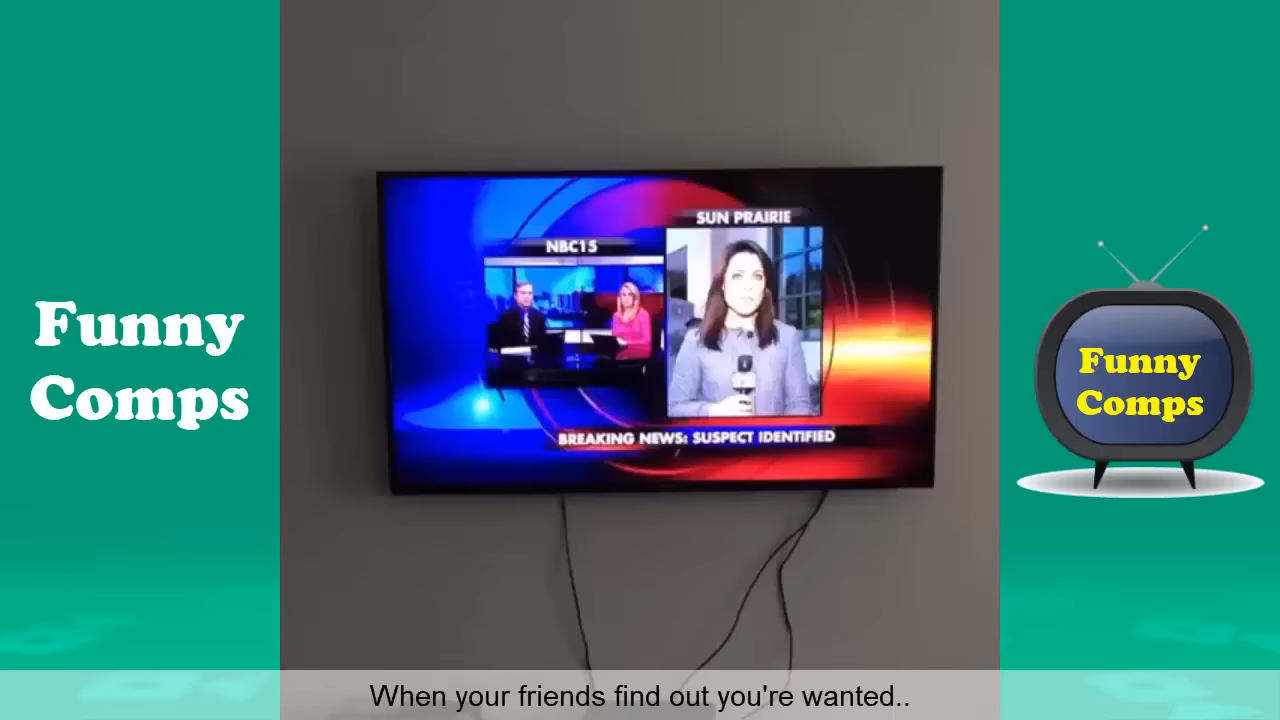 Funny
Comps
SUN PRAIRIE
NBC15
BREAKING NEWS: SUSPECT IDENTIFIED
Funny
Comps
When your friends find out you're wanted..